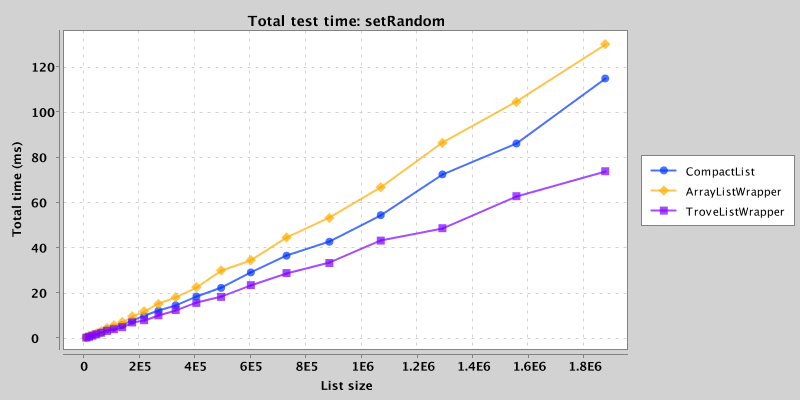 Total test time: setRandom
Total time (ms)
120
100
80
60
40
20
0
0 2E5 4E5 6E5 8E5 1E6 1.2E6 1.4E6 1.6E6 1.8E6
List size
CompactList
ArrayListWrapper
TroveListWrapper